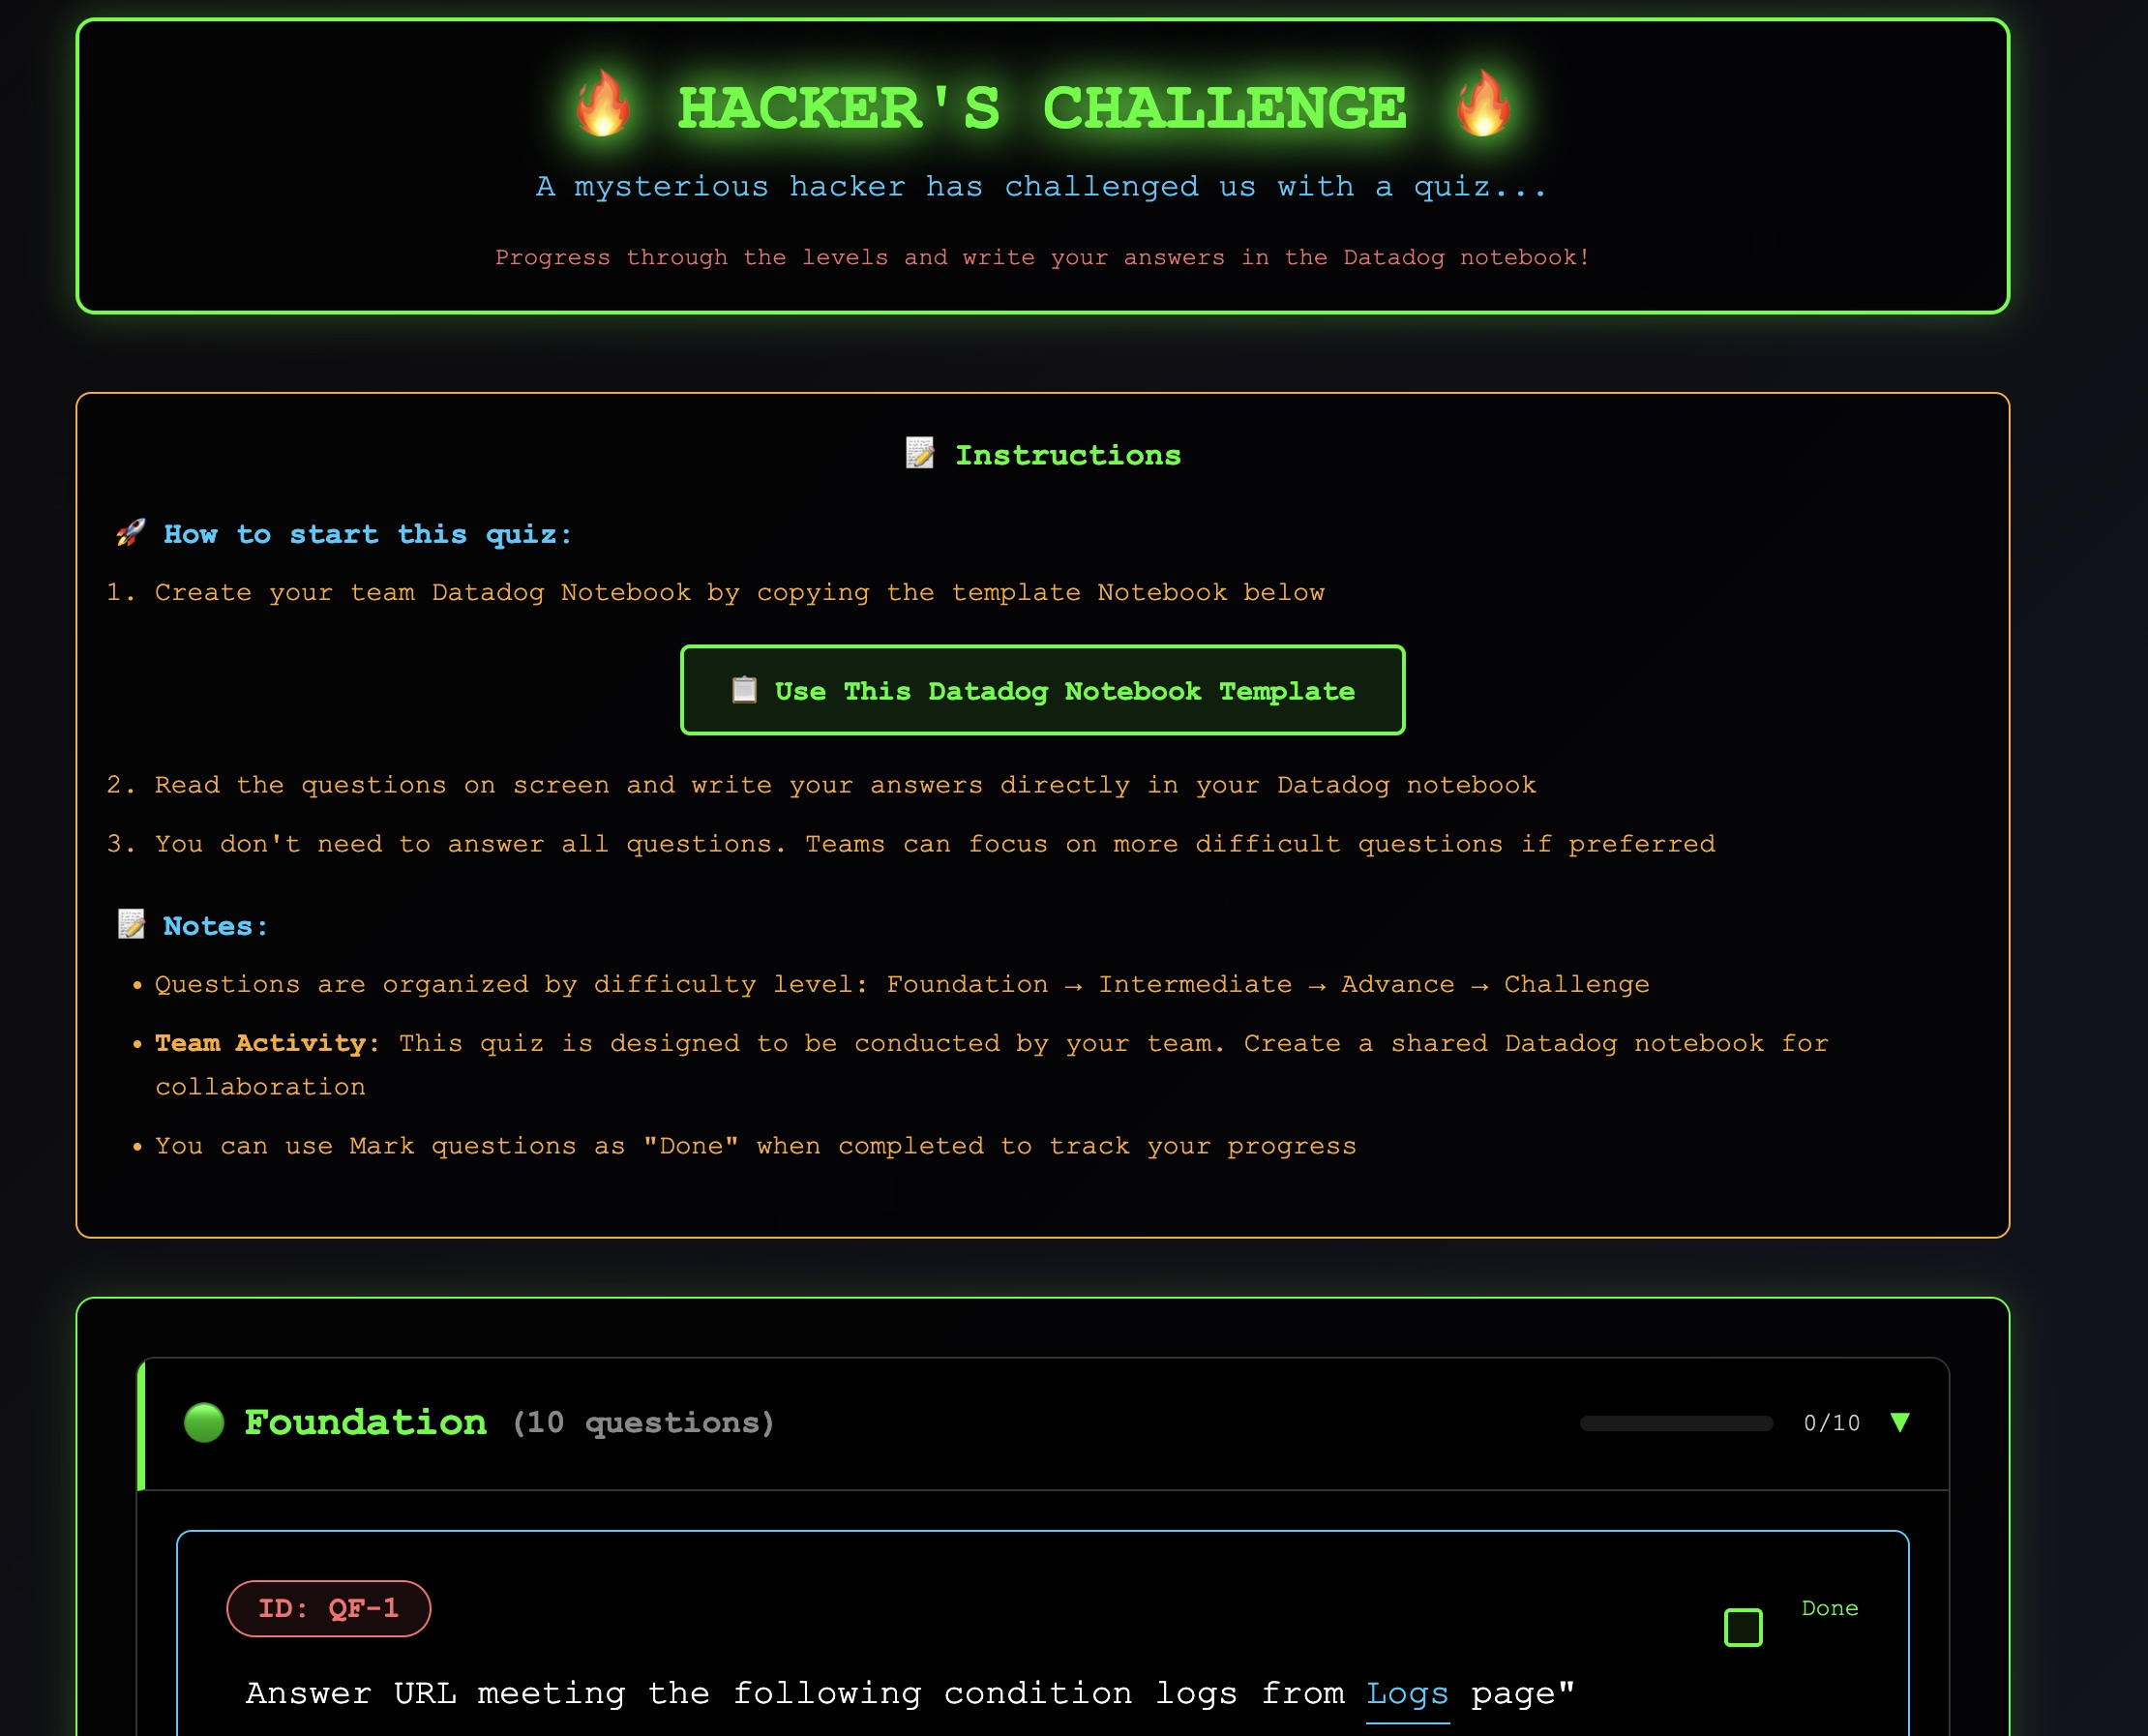 🔥 HACKER'S CHALLENGE 🔥
A mysterious hacker has challenged us with a quiz...
Progress through the levels and write your answers in the Datadog notebook!
📝 Instructions
🚀 How to start this quiz:
1. Create your team Datadog Notebook by copying the template Notebook below
📋 Use This Datadog Notebook Template
2. Read the questions on screen and write your answers directly in your Datadog notebook
3. You don't need to answer all questions. Teams can focus on more difficult questions if preferred
📝 Notes:
• Questions are organized by difficulty level: Foundation → Intermediate → Advance → Challenge
• Team Activity: This quiz is designed to be conducted by your team. Create a shared Datadog notebook for
collaboration
• You can use Mark questions as "Done" when completed to track your progress
🟢 Foundation (10 questions) 0/10 ▼
ID: QF-1 Done
Answer URL meeting the following condition logs from Logs page"